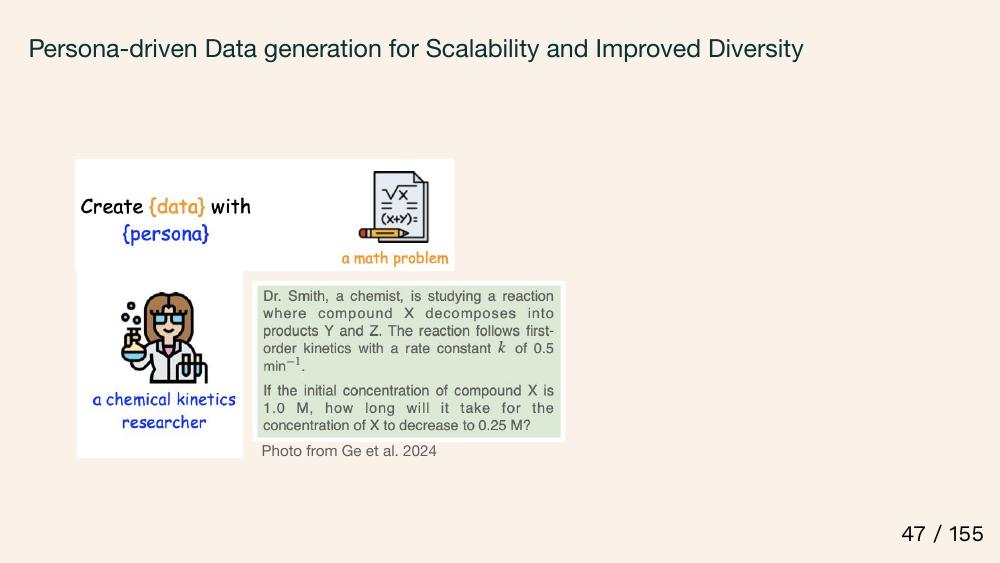 Persona-driven Data generation for Scalability and Improved Diversity
Create {data} with
{persona}
√x
(x+y)=
a math problem
a chemical kinetics
researcher
Dr. Smith, a chemist, is studying a reaction
where compound X decomposes into
products Y and Z. The reaction follows first-
order kinetics with a rate constant k of 0.5
min⁻¹.
If the initial concentration of compound X is
1.0 M, how long will it take for the
concentration of X to decrease to 0.25 M?
Photo from Ge et al. 2024
47 / 155